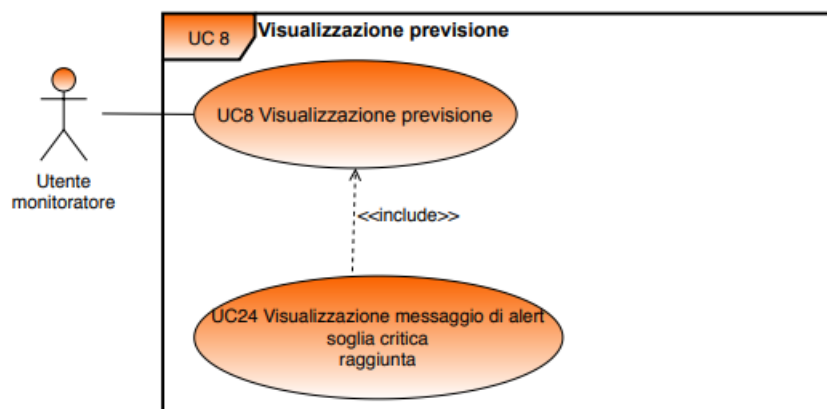 UC 8
Visualizzazione previsione
UC8 Visualizzazione previsione
Utente
monitoratore
<<include>>
UC24 Visualizzazione messaggio di alert
soglia critica
raggiunta